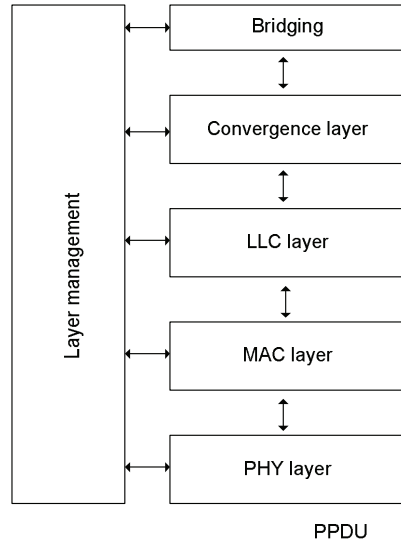 Layer management
Bridging
Convergence layer
LLC layer
MAC layer
PHY layer
PPDU